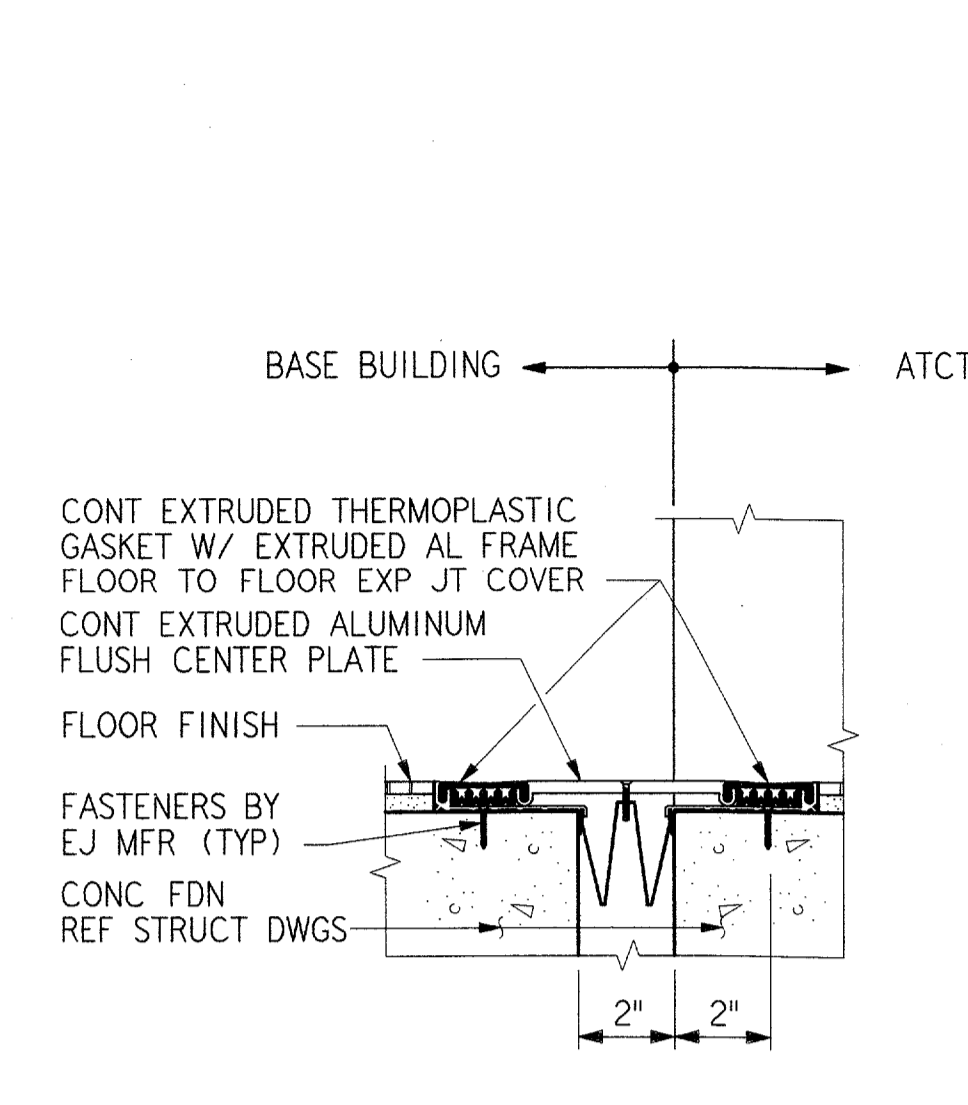 BASE BUILDING
ATCT
CONT EXTRUDED THERMOPLASTIC
GASKET W/ EXTRUDED AL FRAME
FLOOR TO FLOOR EXP JT COVER
CONT EXTRUDED ALUMINUM
FLUSH CENTER PLATE
FLOOR FINISH
FASTENERS BY
EJ MFR (TYP)
CONC FDN
REF STRUCT DWGS
2" 2"